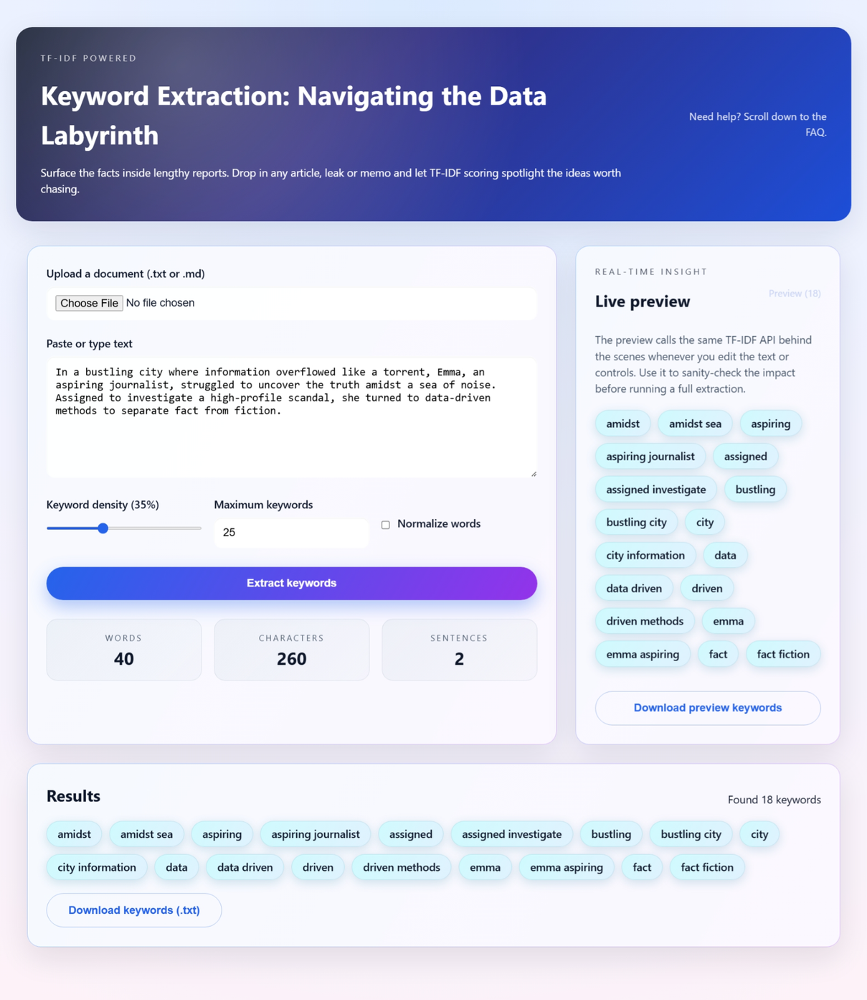 TF-IDF POWERED
Keyword Extraction: Navigating the Data
Labyrinth
Surface the facts inside lengthy reports. Drop in any article, leak or memo and let TF-IDF scoring spotlight the ideas worth
chasing.
Need help? Scroll down to the
FAQ.
Upload a document (.txt or .md)
Choose File No file chosen
Paste or type text
In a bustling city where information overflowed like a torrent, Emma, an
aspiring journalist, struggled to uncover the truth amidst a sea of noise.
Assigned to investigate a high-profile scandal, she turned to data-driven
methods to separate fact from fiction.
Keyword density (35%)
Maximum keywords
25
Normalize words
Extract keywords
WORDS
40
CHARACTERS
260
SENTENCES
2
REAL-TIME INSIGHT
Live preview
Preview (18)
The preview calls the same TF-IDF API behind
the scenes whenever you edit the text or
controls. Use it to sanity-check the impact
before running a full extraction.
amidst amidst sea aspiring
aspiring journalist assigned
assigned investigate bustling
bustling city city
city information data
data driven driven
driven methods emma
emma aspiring fact fact fiction
Download preview keywords
Results
Found 18 keywords
amidst amidst sea aspiring aspiring journalist assigned assigned investigate bustling bustling city city
city information data data driven driven driven methods emma emma aspiring fact fact fiction
Download keywords (.txt)